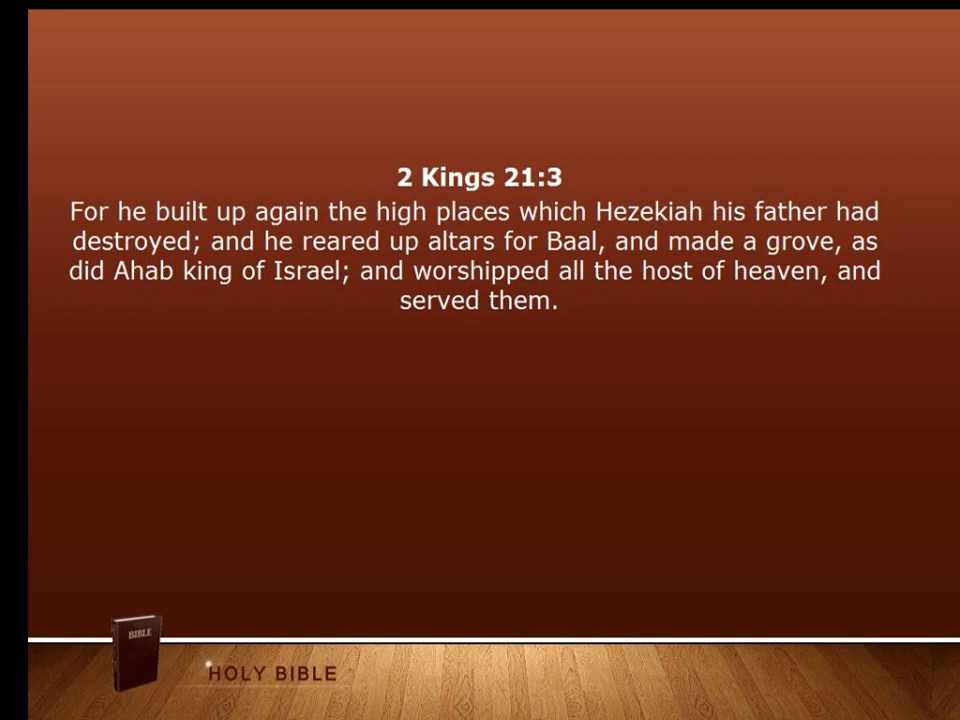 2 Kings 21:3
For he built up again the high places which Hezekiah his father had
destroyed; and he reared up altars for Baal, and made a grove, as
did Ahab king of Israel; and worshipped all the host of heaven, and
served them.
BIBLE
HOLY BIBLE